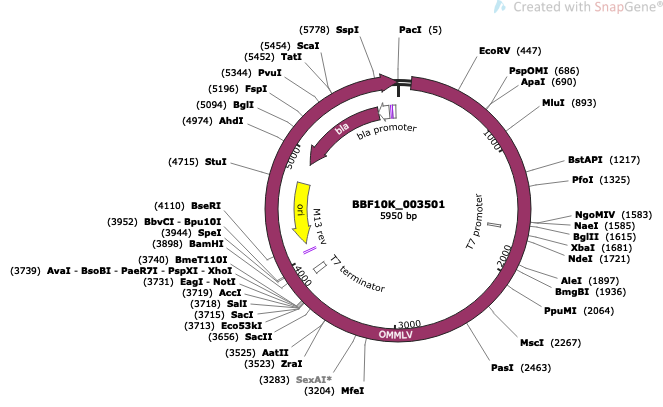 Created with SnapGene®
(5778) SspI
PacI (5)
(5454) ScaI
(5452) TatI
(5344) PvuI
(5196) FspI
(5094) BglI
(4974) AhdI
(4715) StuI
(4110) BseRI
(3952) BbvCI - Bpu10I
(3944) SpeI
(3898) BamHI
(3740) BmeT110I
(3739) AvaI - BsoBI - PaeR7I - PspXI - XhoI
(3731) EagI - NotI
(3719) AccI
(3718) SalI
(3715) SacI
(3713) Eco53kI
(3656) SacII
(3525) AatII
(3523) ZraI
(3283) SexAI*
(3204) MfeI
EcoRV (447)
PspOMI (686)
ApaI (690)
MluI (893)
BstAPI (1217)
PfoI (1325)
NgoMIV (1583)
NaeI (1585)
BglII (1615)
XbaI (1681)
NdeI (1721)
AleI (1897)
BmgBI (1936)
PpuMI (2064)
MscI (2267)
PasI (2463)
1000
2000
3000
4000
5000
bla
bla promoter
ori
M13 rev
T7 terminator
T7 promoter
OMMLV
BBF10K_003501
5950 bp